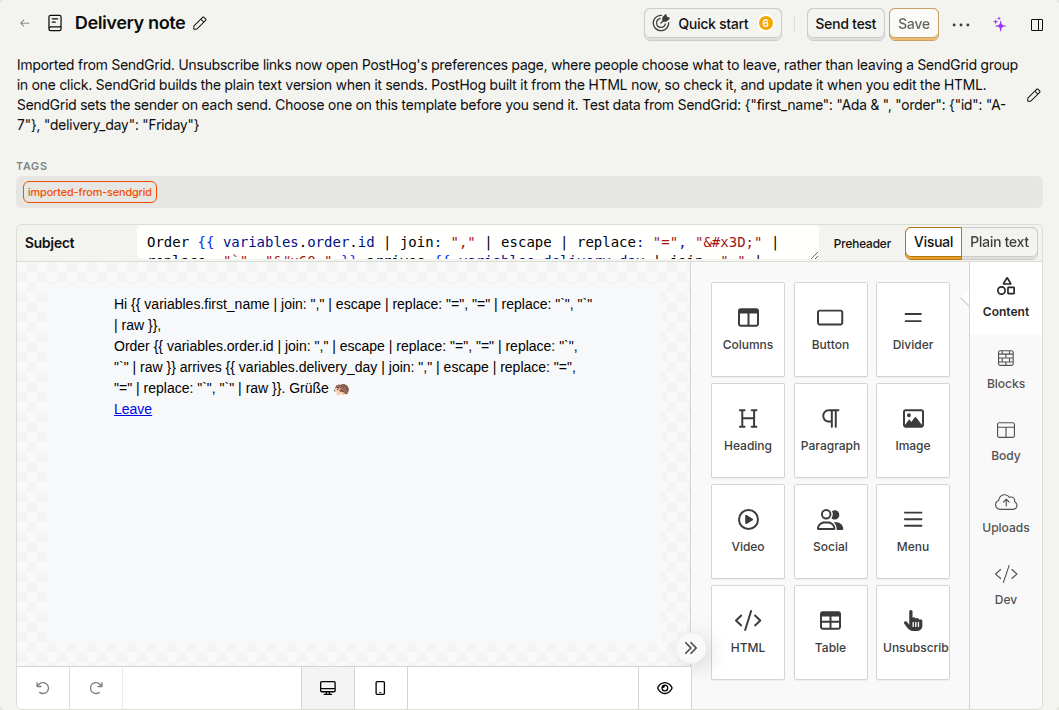 Delivery note
Quick start 6
Send test
Save
Imported from SendGrid. Unsubscribe links now open PostHog's preferences page, where people choose what to leave, rather than leaving a SendGrid group
in one click. SendGrid builds the plain text version when it sends. PostHog built it from the HTML now, so check it, and update it when you edit the HTML.
SendGrid sets the sender on each send. Choose one on this template before you send it. Test data from SendGrid: {"first_name": "Ada & ", "order": {"id": "A-
7"}, "delivery_day": "Friday"}
TAGS
imported-from-sendgrid
Subject
Order {{ variables.order.id | join: "," | escape | replace: "=", "&#x3D;" |
Preheader
Visual
Plain text
Hi {{ variables.first_name | join: "," | escape | replace: "=", "=" | replace: "`", "`"
| raw }},
Order {{ variables.order.id | join: "," | escape | replace: "=", "=" | replace: "`",
"`" | raw }} arrives {{ variables.delivery_day | join: "," | escape | replace: "=",
"=" | replace: "`", "`" | raw }}. Grüße 🦔
Leave
Columns
Button
Divider
Heading
Paragraph
Image
Video
Social
Menu
HTML
Table
Unsubscrib
Content
Blocks
Body
Uploads
Dev